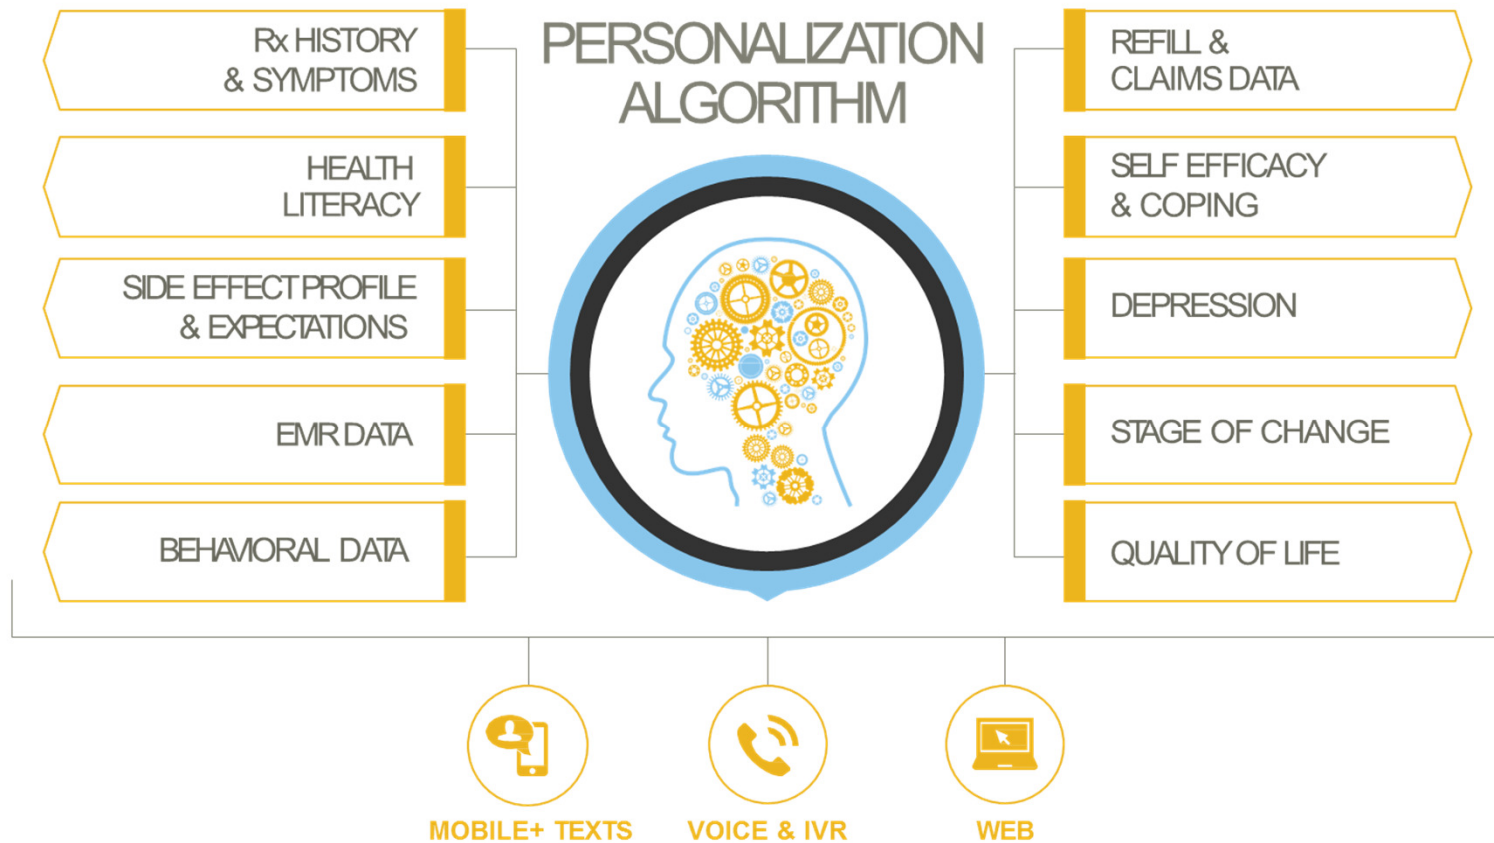 PERSONALIZATION
ALGORITHM
Rx HISTORY
& SYMPTOMS
HEALTH
LITERACY
SIDE EFFECT PROFILE
& EXPECTATIONS
EMR DATA
BEHAVIORAL DATA
REFILL &
CLAIMS DATA
SELF EFFICACY
& COPING
DEPRESSION
STAGE OF CHANGE
QUALITY OF LIFE
MOBILE+ TEXTS
VOICE & IVR
WEB